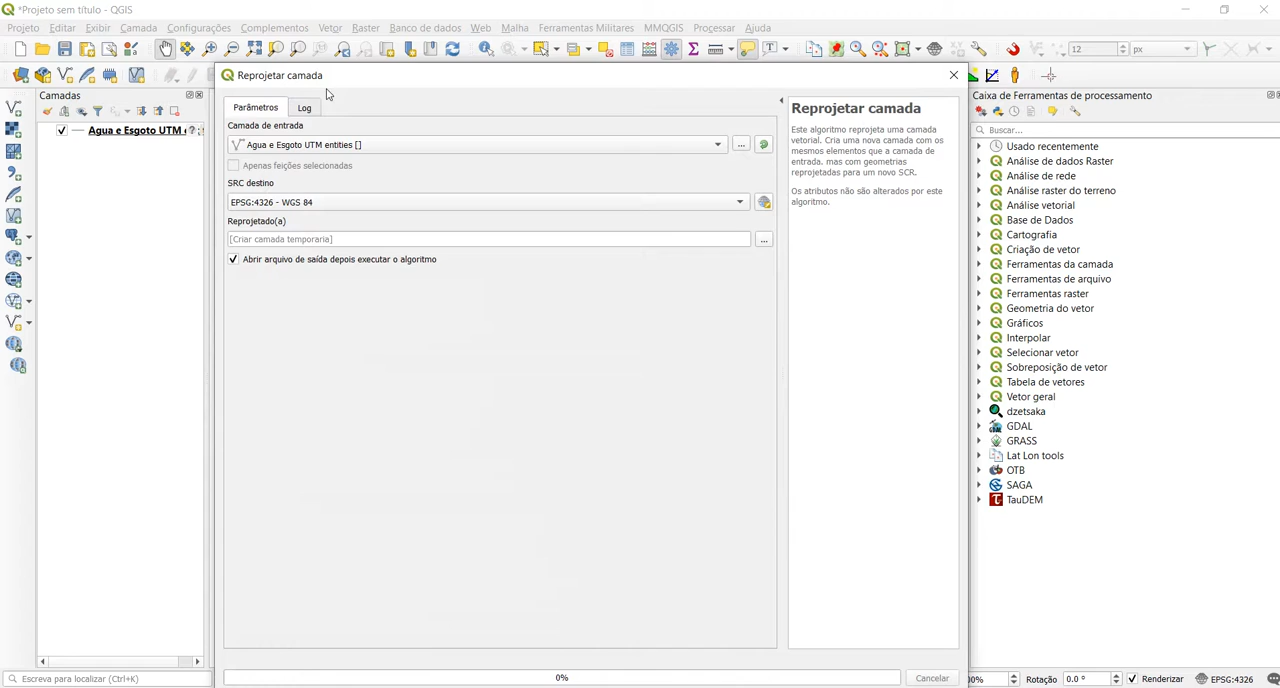 *Projeto sem título - QGIS
Projeto Editar Exibir Camada Configurações Complementos Vetor Raster Banco de dados Web Malha Ferramentas Militares MMQGIS Processar Ajuda
12 px
Camadas
Agua e Esgoto UTM e
Reprojetar camada
Parâmetros Log
Camada de entrada
Agua e Esgoto UTM entities []
...
Apenas feições selecionadas
SRC destino
EPSG:4326 - WGS 84
Reprojetado(a)
[Criar camada temporaria]
...
Abrir arquivo de saída depois executar o algoritmo
0%
Cancelar
Reprojetar camada
Este algoritmo reprojeta uma camada
vetorial. Cria uma nova camada com os
mesmos elementos que a camada de
entrada, mas com geometrias
reprojetadas para um novo SCR.
Os atributos não são alterados por este
algoritmo.
Caixa de Ferramentas de processamento
Buscar...
Usado recentemente
Análise de dados Raster
Análise de rede
Análise raster do terreno
Análise vetorial
Base de Dados
Cartografia
Criação de vetor
Ferramentas da camada
Ferramentas de arquivo
Ferramentas raster
Geometria do vetor
Gráficos
Interpolar
Selecionar vetor
Sobreposição de vetor
Tabela de vetores
Vetor geral
dzetsaka
GDAL
GRASS
Lat Lon tools
OTB
SAGA
TauDEM
Escreva para localizar (Ctrl+K)
Rotação 0.0 ° Renderizar EPSG:4326